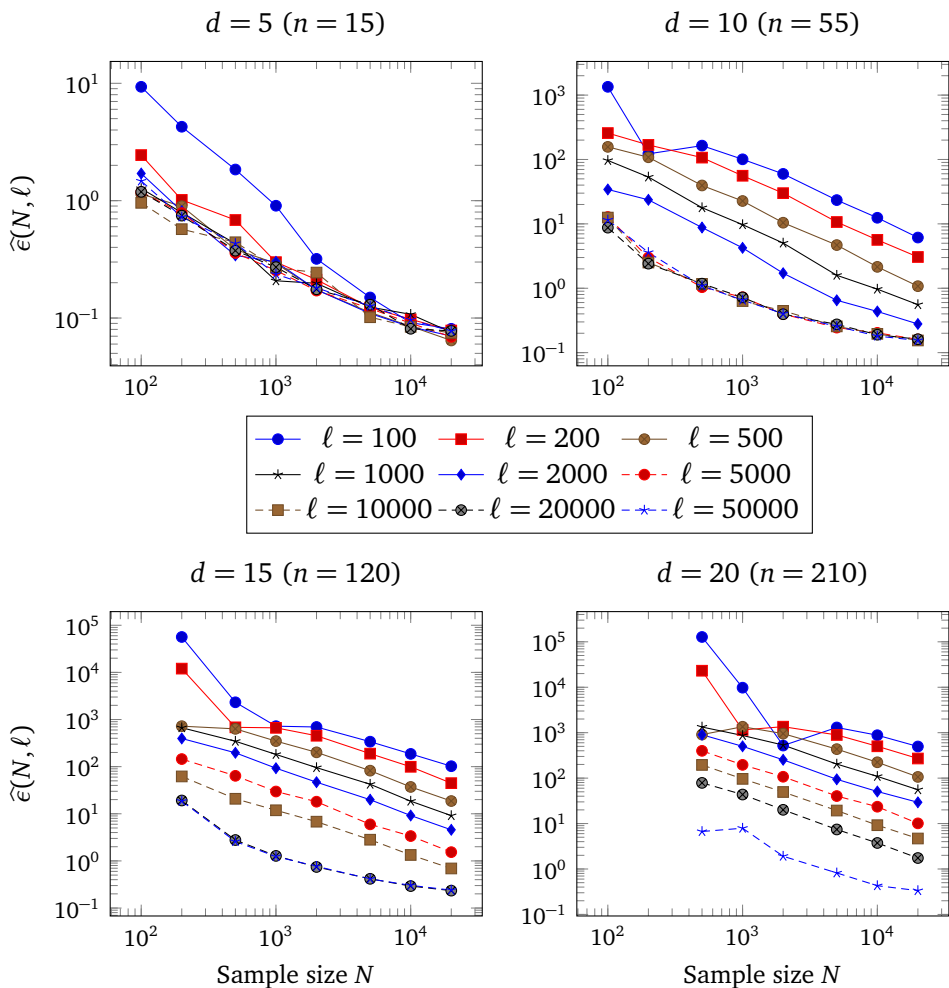 d = 5 (n = 15)
d = 10 (n = 55)
10^1
10^0
10^{-1}
10^2
10^3
10^4
ε̂(N, ℓ)
10^3
10^2
10^1
10^0
10^{-1}
10^2
10^3
10^4
ℓ = 100
ℓ = 200
ℓ = 500
ℓ = 1000
ℓ = 2000
ℓ = 5000
ℓ = 10000
ℓ = 20000
ℓ = 50000
d = 15 (n = 120)
d = 20 (n = 210)
10^5
10^4
10^3
10^2
10^1
10^0
10^{-1}
10^2
10^3
10^4
ε̂(N, ℓ)
Sample size N
10^5
10^4
10^3
10^2
10^1
10^0
10^{-1}
10^2
10^3
10^4
Sample size N